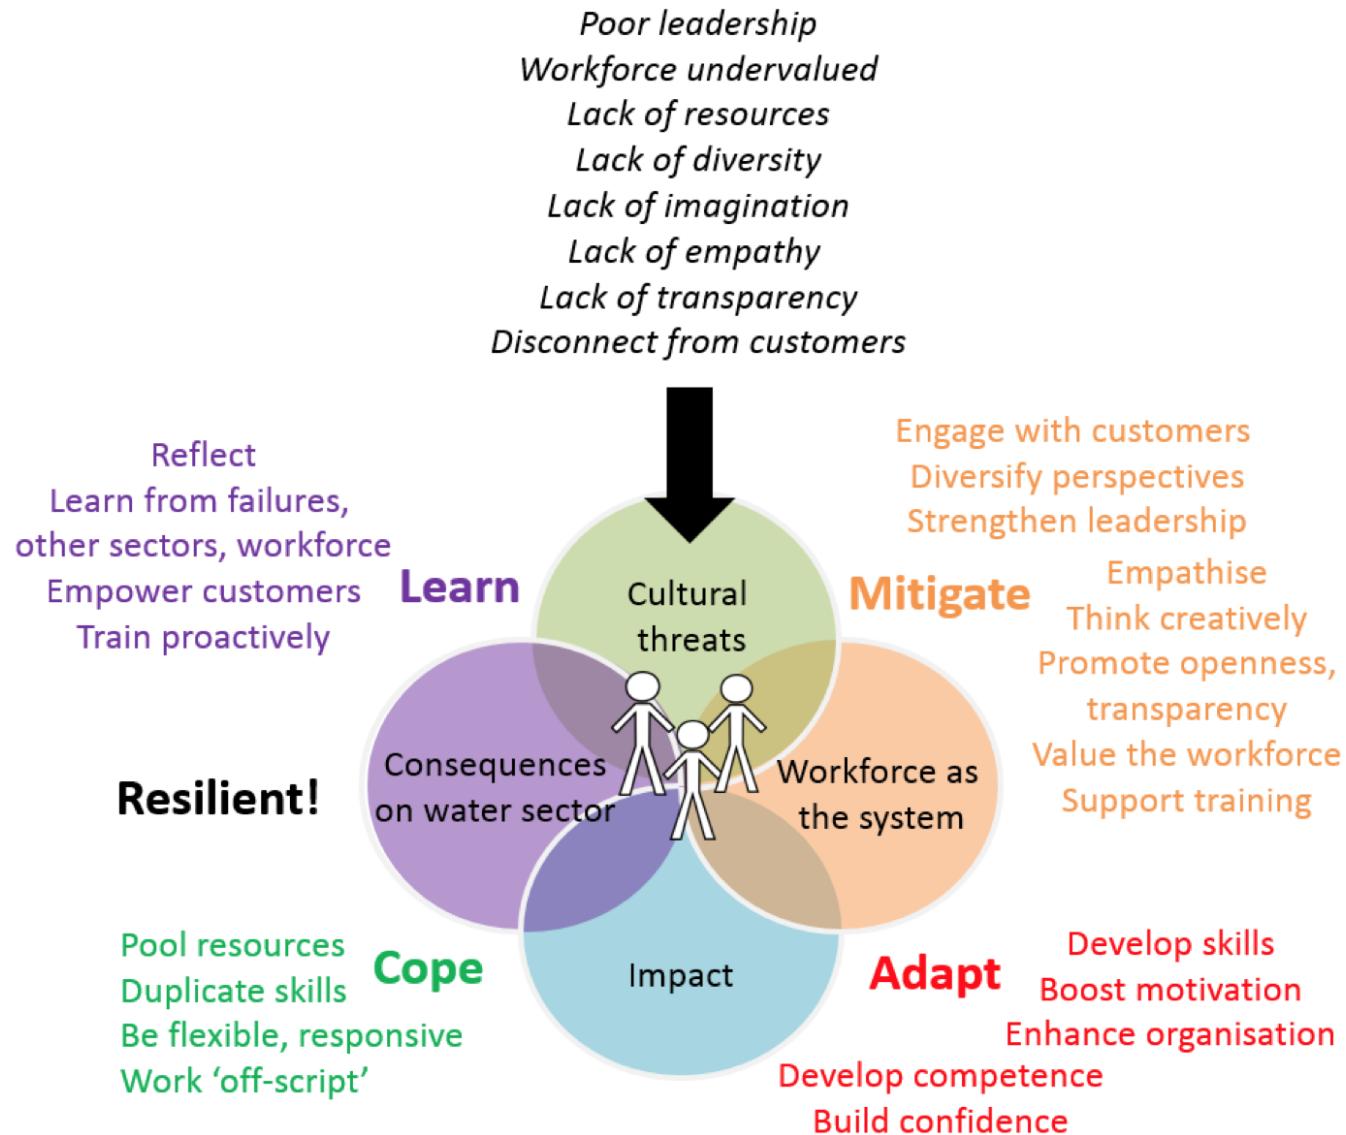 Poor leadership
Workforce undervalued
Lack of resources
Lack of diversity
Lack of imagination
Lack of empathy
Lack of transparency
Disconnect from customers
Reflect
Learn from failures,
other sectors, workforce
Empower customers
Train proactively
Learn
Cultural
threats
Mitigate
Engage with customers
Diversify perspectives
Strengthen leadership
Empathise
Think creatively
Promote openness,
transparency
Value the workforce
Support training
Resilient!
Consequences
on water sector
Workforce as
the system
Pool resources
Duplicate skills
Be flexible, responsive
Work ‘off-script’
Cope
Impact
Adapt
Develop skills
Boost motivation
Enhance organisation
Develop competence
Build confidence